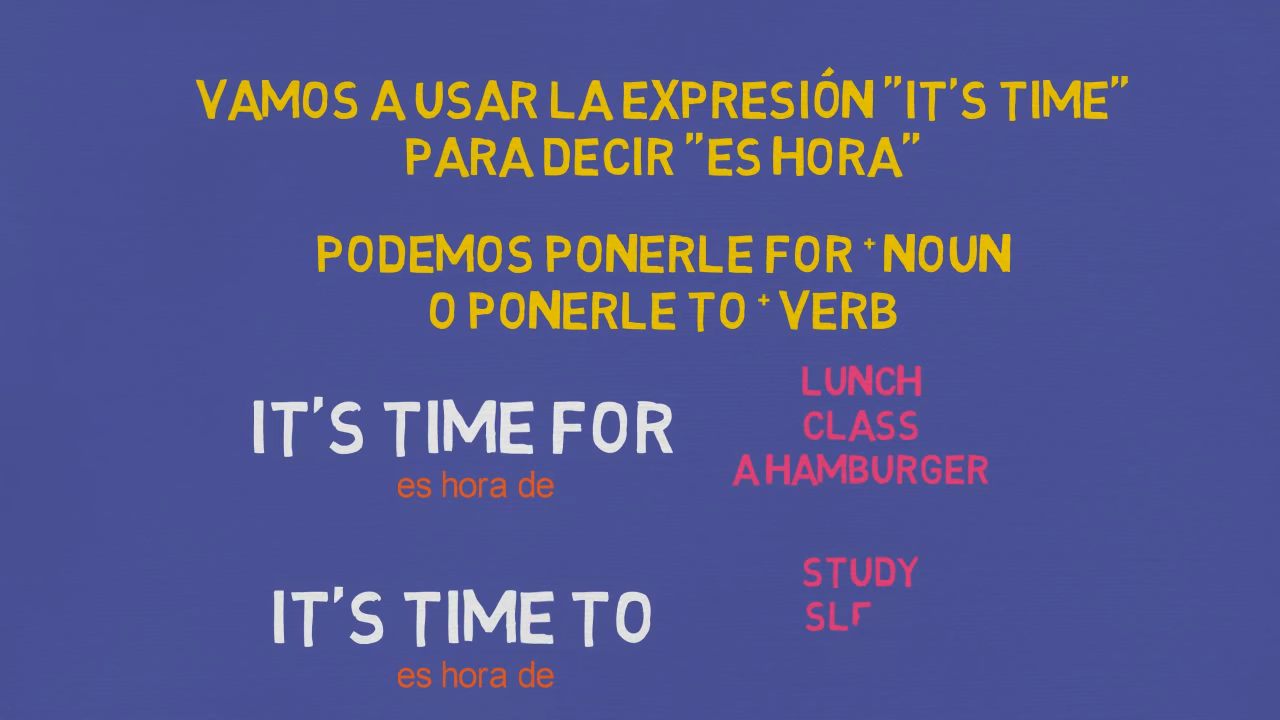 VAMOS A USAR LA EXPRESIÓN "IT'S TIME"
PARA DECIR "ES HORA"
PODEMOS PONERLE FOR + NOUN
O PONERLE TO + VERB
IT'S TIME FOR
es hora de
LUNCH
CLASS
A HAMBURGER
IT'S TIME TO
es hora de
STUDY